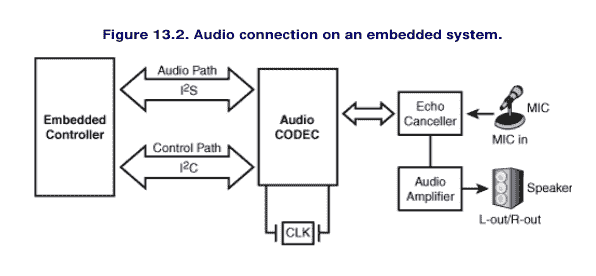 Figure 13.2. Audio connection on an embedded system.
Audio Path
I²S
Embedded
Controller
Control Path
I²C
Audio
CODEC
CLK
Echo
Canceller
MIC
MIC in
Audio
Amplifier
Speaker
L-out/R-out